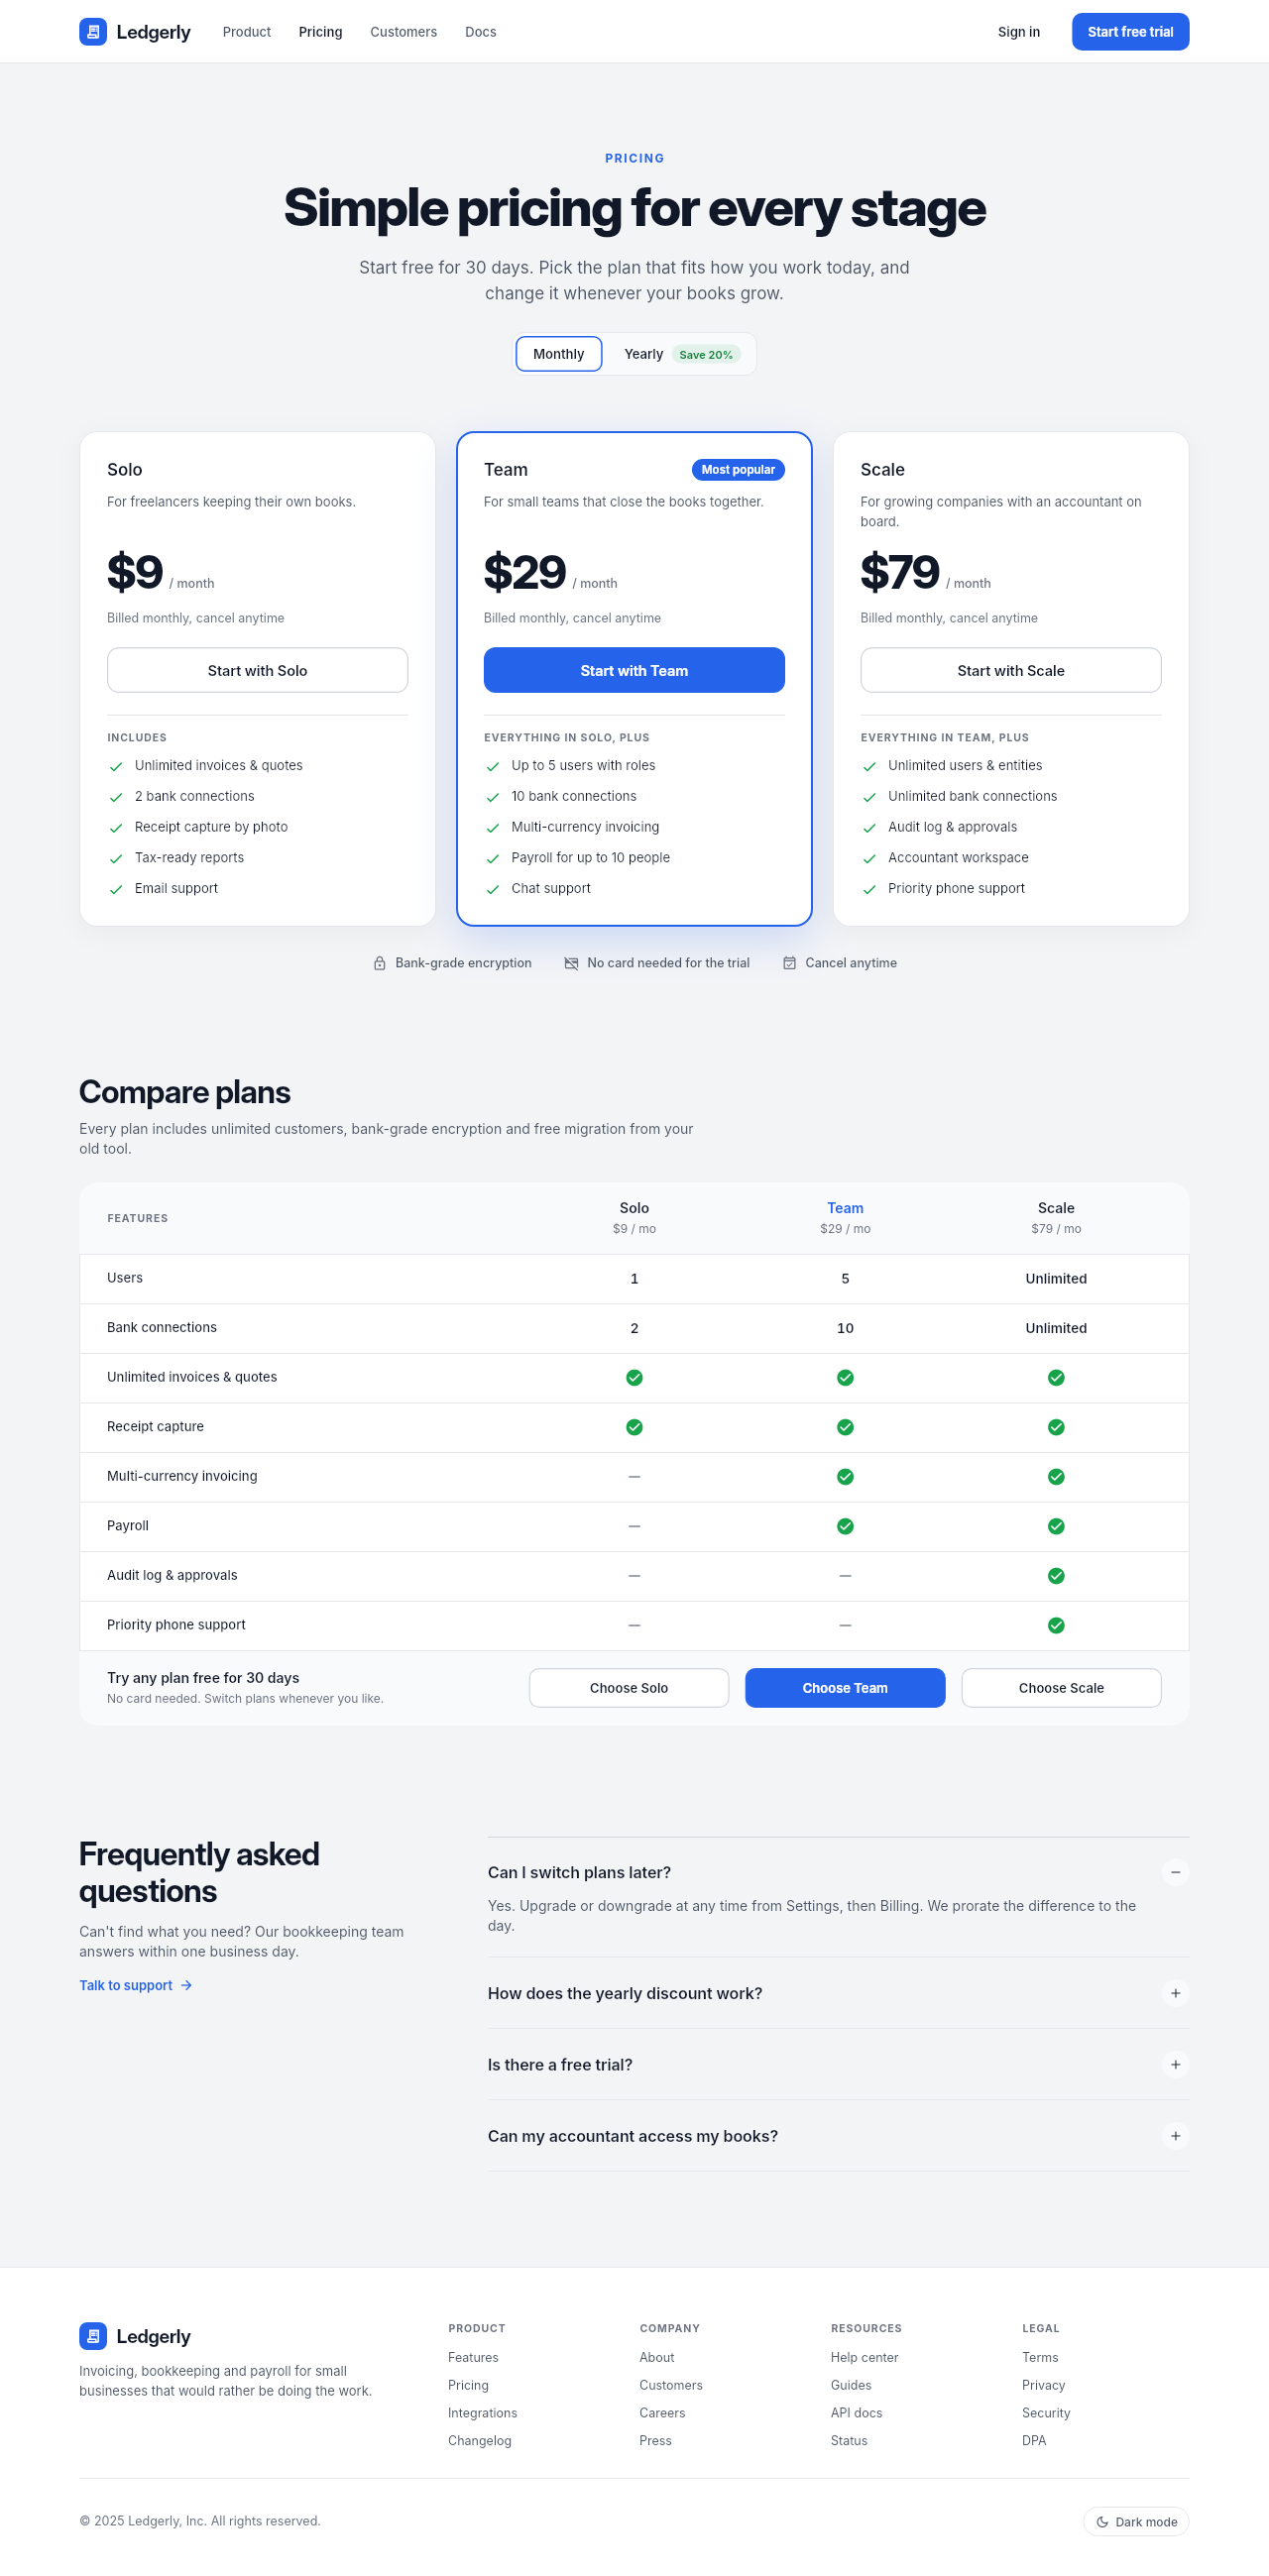 Ledgerly
Product
Pricing
Customers
Docs
Sign in
Start free trial
PRICING
Simple pricing for every stage
Start free for 30 days. Pick the plan that fits how you work today, and
change it whenever your books grow.
Monthly
Yearly
Save 20%
Solo
For freelancers keeping their own books.
$9 / month
Billed monthly, cancel anytime
Start with Solo
INCLUDES
Unlimited invoices & quotes
2 bank connections
Receipt capture by photo
Tax-ready reports
Email support
Team
Most popular
For small teams that close the books together.
$29 / month
Billed monthly, cancel anytime
Start with Team
EVERYTHING IN SOLO, PLUS
Up to 5 users with roles
10 bank connections
Multi-currency invoicing
Payroll for up to 10 people
Chat support
Scale
For growing companies with an accountant on
board.
$79 / month
Billed monthly, cancel anytime
Start with Scale
EVERYTHING IN TEAM, PLUS
Unlimited users & entities
Unlimited bank connections
Audit log & approvals
Accountant workspace
Priority phone support
Bank-grade encryption
No card needed for the trial
Cancel anytime
Compare plans
Every plan includes unlimited customers, bank-grade encryption and free migration from your
old tool.
FEATURES
Solo
$9 / mo
Team
$29 / mo
Scale
$79 / mo
Users 1 5 Unlimited
Bank connections 2 10 Unlimited
Unlimited invoices & quotes
Receipt capture
Multi-currency invoicing —
Payroll —
Audit log & approvals — —
Priority phone support — —
Try any plan free for 30 days
No card needed. Switch plans whenever you like.
Choose Solo
Choose Team
Choose Scale
Frequently asked
questions
Can't find what you need? Our bookkeeping team
answers within one business day.
Talk to support
Can I switch plans later?
Yes. Upgrade or downgrade at any time from Settings, then Billing. We prorate the difference to the
day.
How does the yearly discount work?
Is there a free trial?
Can my accountant access my books?
Ledgerly
Invoicing, bookkeeping and payroll for small
businesses that would rather be doing the work.
PRODUCT
Features
Pricing
Integrations
Changelog
COMPANY
About
Customers
Careers
Press
RESOURCES
Help center
Guides
API docs
Status
LEGAL
Terms
Privacy
Security
DPA
© 2025 Ledgerly, Inc. All rights reserved.
Dark mode